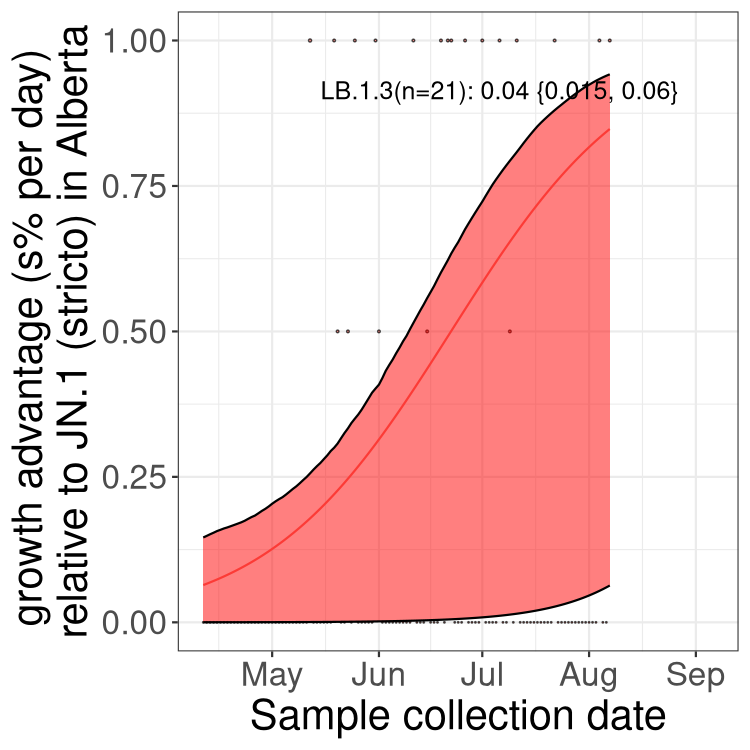 growth advantage (s% per day)
relative to JN.1 (stricto) in Alberta
1.00
0.75
0.50
0.25
0.00
LB.1.3(n=21): 0.04 {0.015, 0.06}
May Jun Jul Aug Sep
Sample collection date